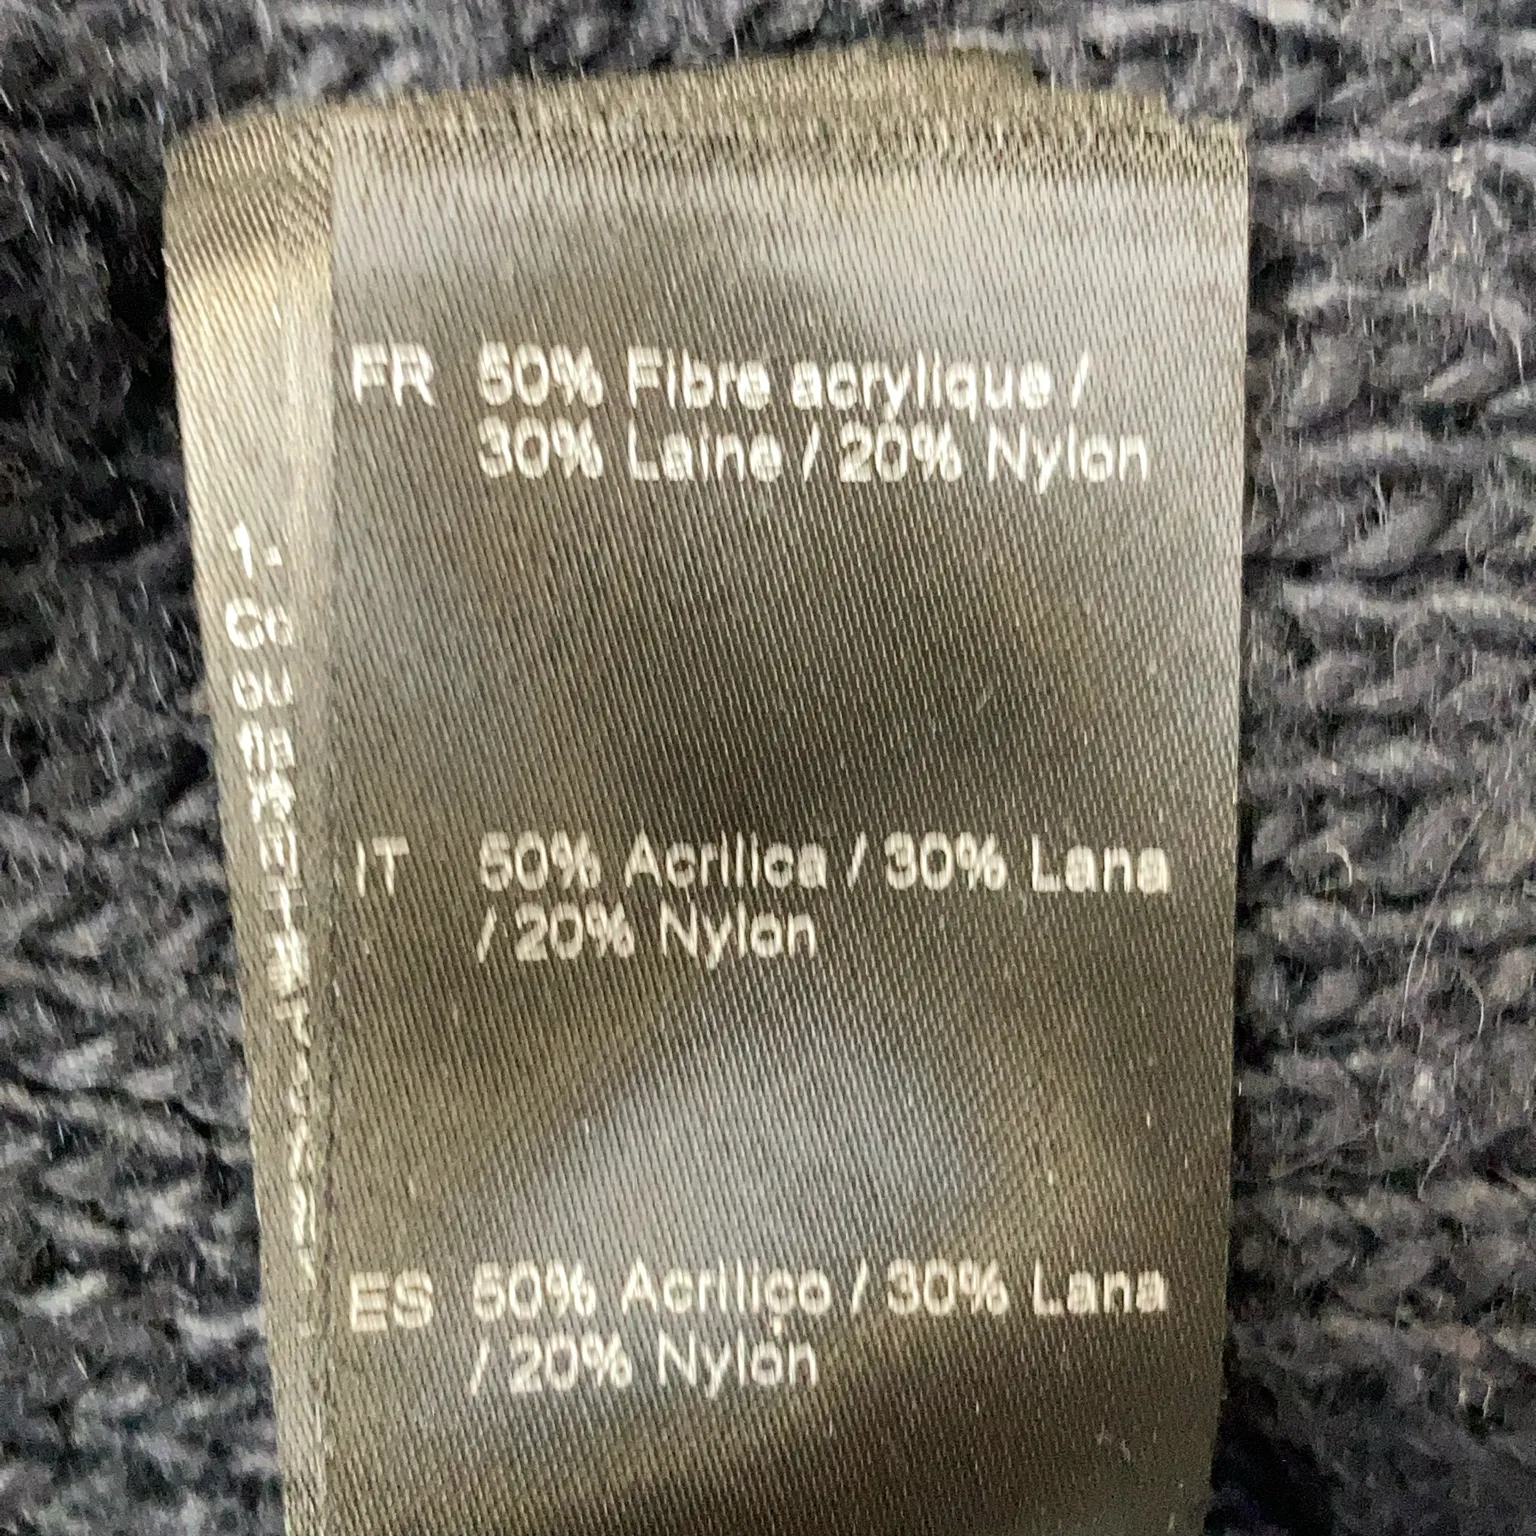 FR 50% Fibre acrylique /
30% Laine / 20% Nylon
IT 50% Acrilica / 30% Lana
/ 20% Nylon
ES 50% Acrilico / 30% Lana
/ 20% Nylon